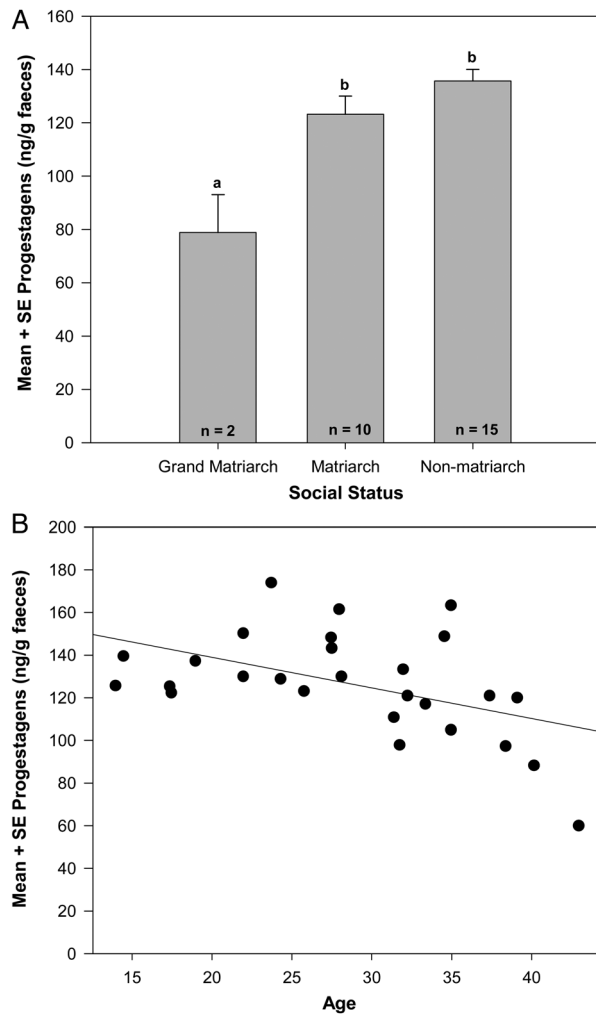 A
Mean + SE Progestagens (ng/g faeces)
160
140
120
100
80
60
40
20
0
a
b
b
n = 2
n = 10
n = 15
Grand Matriarch
Matriarch
Non-matriarch
Social Status
B
Mean + SE Progestagens (ng/g faeces)
200
180
160
140
120
100
80
60
40
20
0
15
20
25
30
35
40
Age